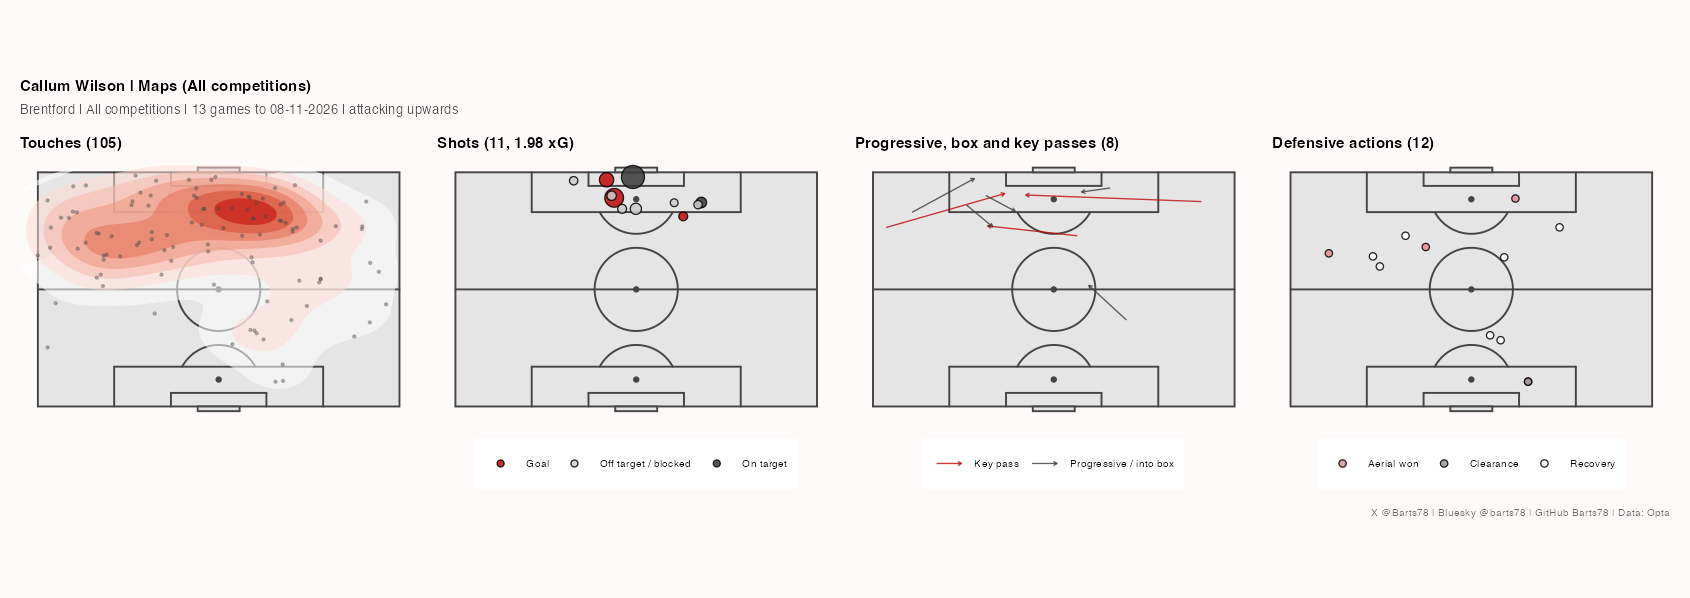 Callum Wilson | Maps (All competitions)
Brentford | All competitions | 13 games to 08-11-2026 | attacking upwards
Touches (105)
Shots (11, 1.98 xG)
Progressive, box and key passes (8)
Defensive actions (12)
Goal
Off target / blocked
On target
Key pass
Progressive / into box
Aerial won
Clearance
Recovery
X @Barts78 | Bluesky @barts78 | GitHub Barts78 | Data: Opta